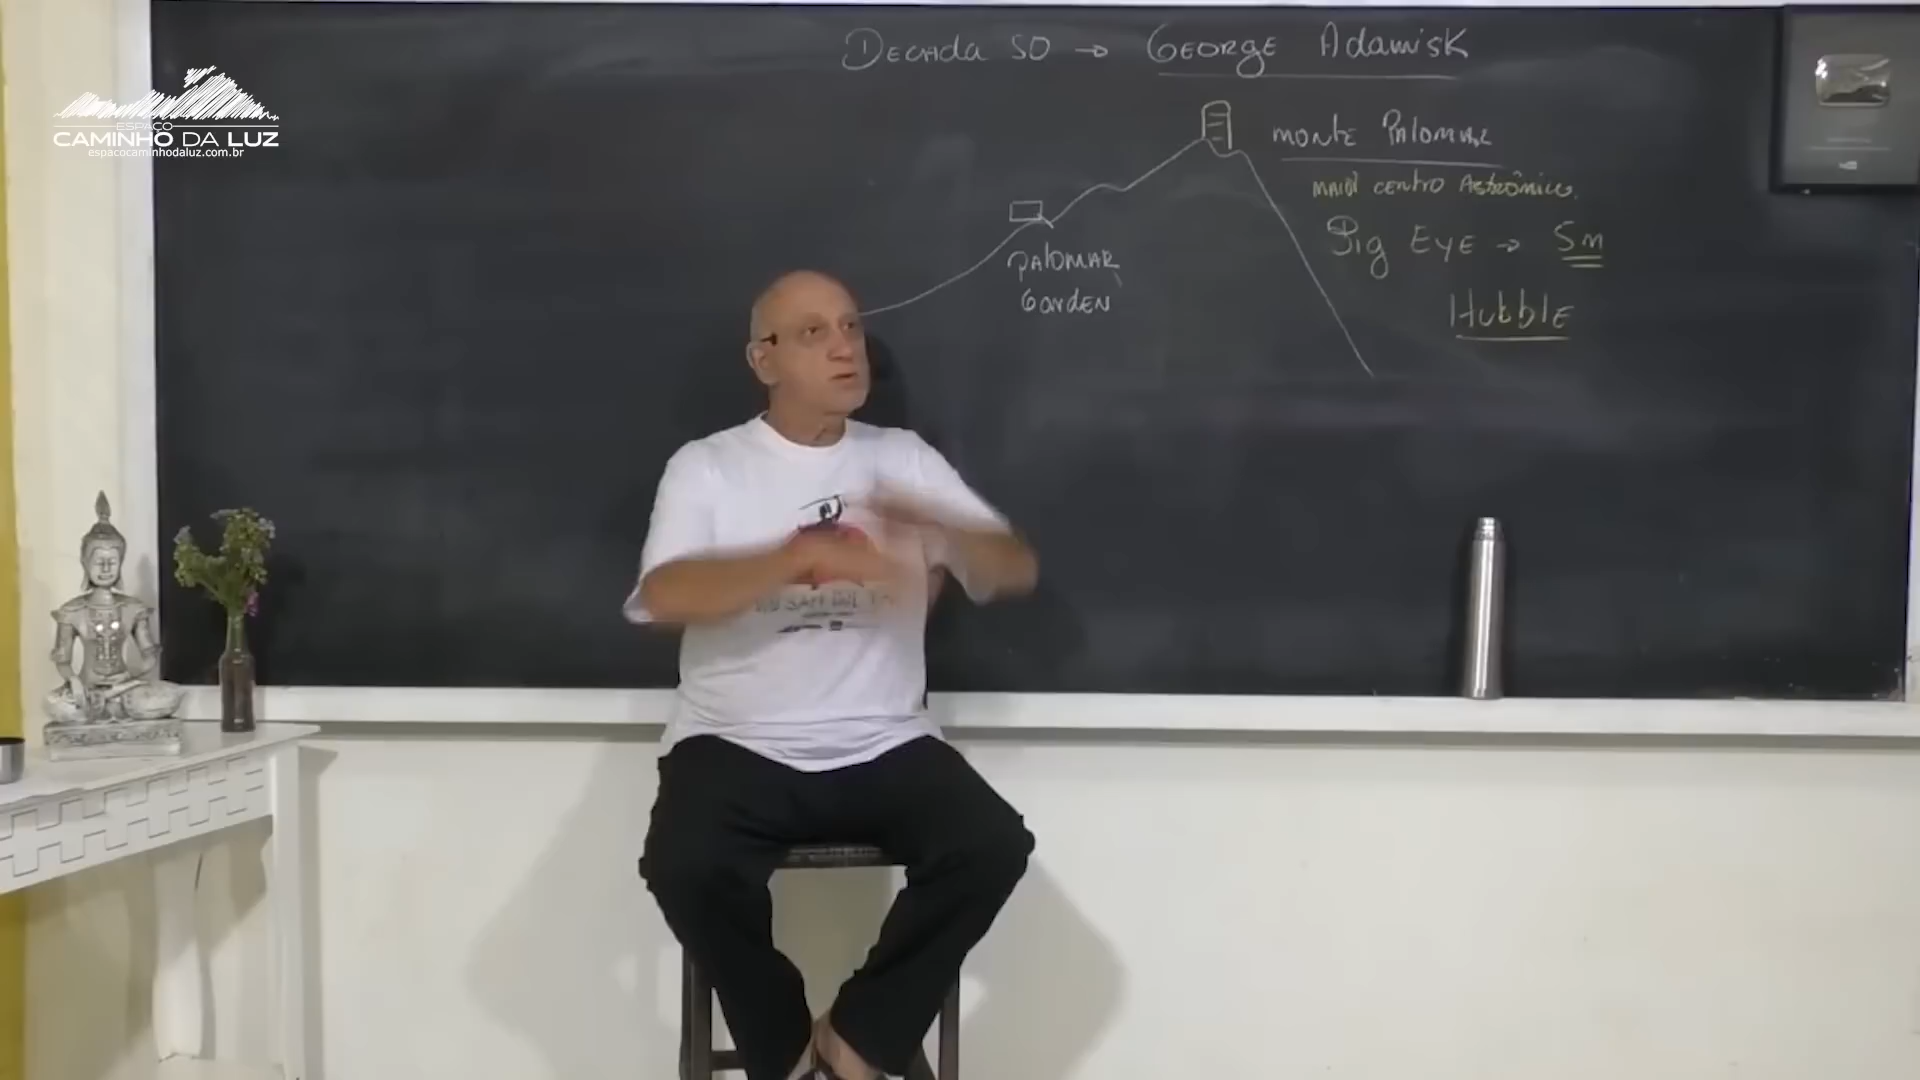 ESPAÇO
CAMINHO DA LUZ
espacocaminhodaluz.com.br
Decada 50 → GEORGE Adamisk
MONTE PALOMAR
MAIOR CENTRO ASTRÔNMICO.
Big EYE → 5m
Hubble
PALOMAR
GardEN